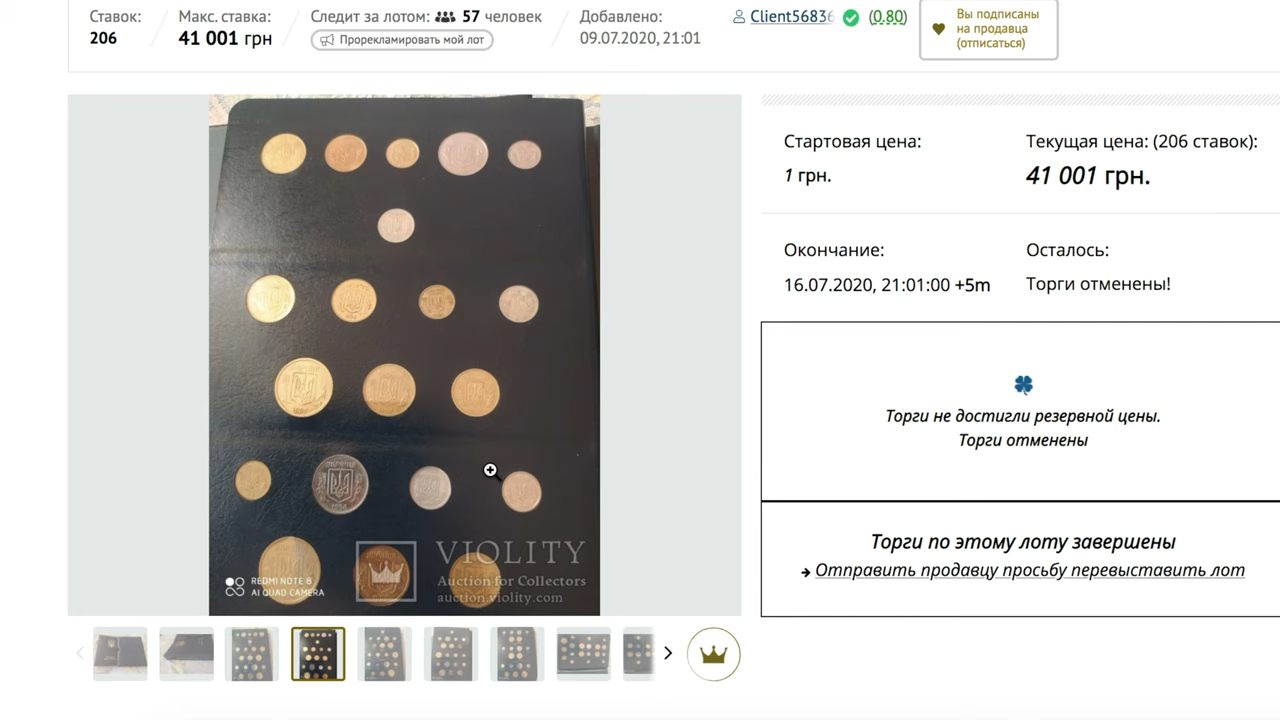 Ставок:
206
Макс. ставка:
41 001 грн
Следит за лотом: 57 человек
Прорекламировать мой лот
Добавлено:
09.07.2020, 21:01
Client56836 (0.80)
Вы подписаны
на продавца
(отписаться)
Стартовая цена:
1 грн.
Текущая цена: (206 ставок):
41 001 грн.
Окончание:
16.07.2020, 21:01:00 +5m
Осталось:
Торги отменены!
Торги не достигли резервной цены.
Торги отменены
Торги по этому лоту завершены
Отправить продавцу просьбу перевыставить лот
VIOLITY
Auction for Collectors
auction.violity.com
REDMI NOTE 8
AI QUAD CAMERA